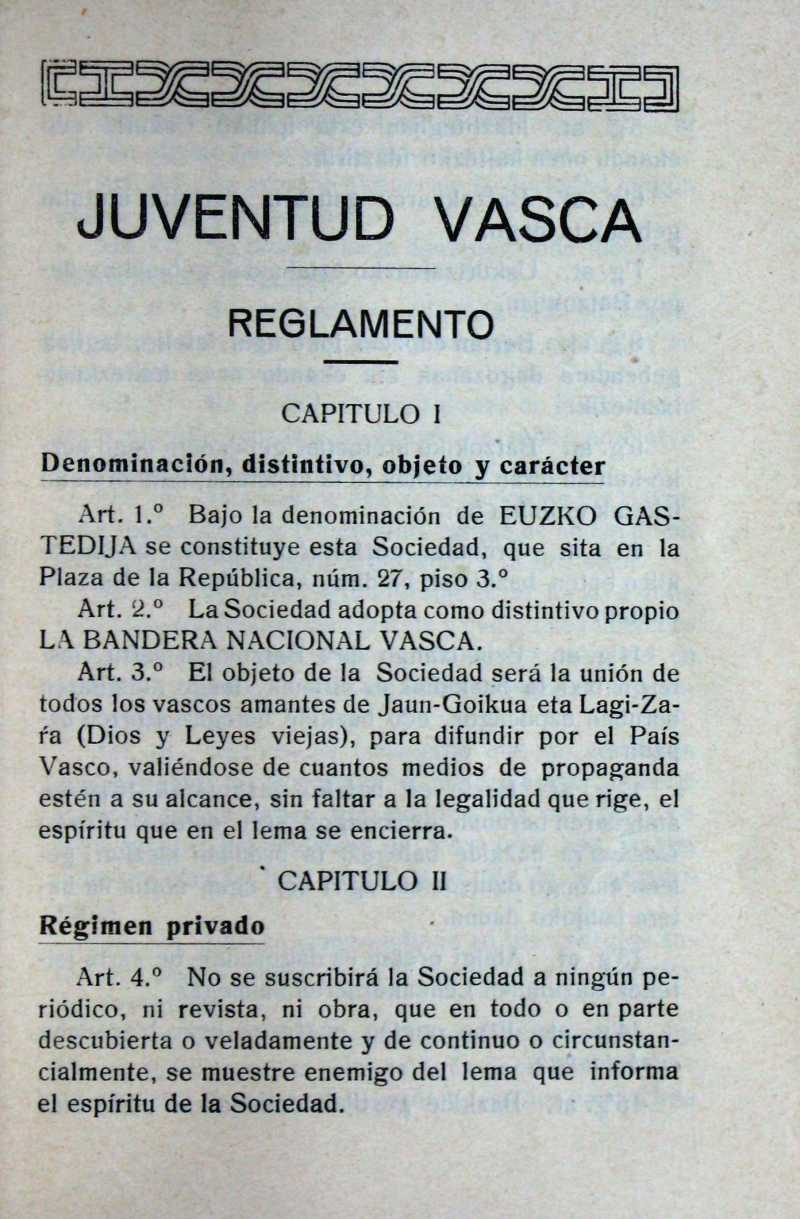 JUVENTUD VASCA
REGLAMENTO
CAPITULO I
Denominación, distintivo, objeto y carácter
Art. 1.º Bajo la denominación de EUZKO GAS-
TEDIJA se constituye esta Sociedad, que sita en la
Plaza de la República, núm. 27, piso 3.º
Art. 2.º La Sociedad adopta como distintivo propio
LA BANDERA NACIONAL VASCA.
Art. 3.º El objeto de la Sociedad será la unión de
todos los vascos amantes de Jaun-Goikua eta Lagi-Za-
ŕa (Dios y Leyes viejas), para difundir por el País
Vasco, valiéndose de cuantos medios de propaganda
estén a su alcance, sin faltar a la legalidad que rige, el
espíritu que en el lema se encierra.
CAPITULO II
Régimen privado
Art. 4.º No se suscribirá la Sociedad a ningún pe-
riódico, ni revista, ni obra, que en todo o en parte
descubierta o veladamente y de continuo o circunstan-
cialmente, se muestre enemigo del lema que informa
el espíritu de la Sociedad.